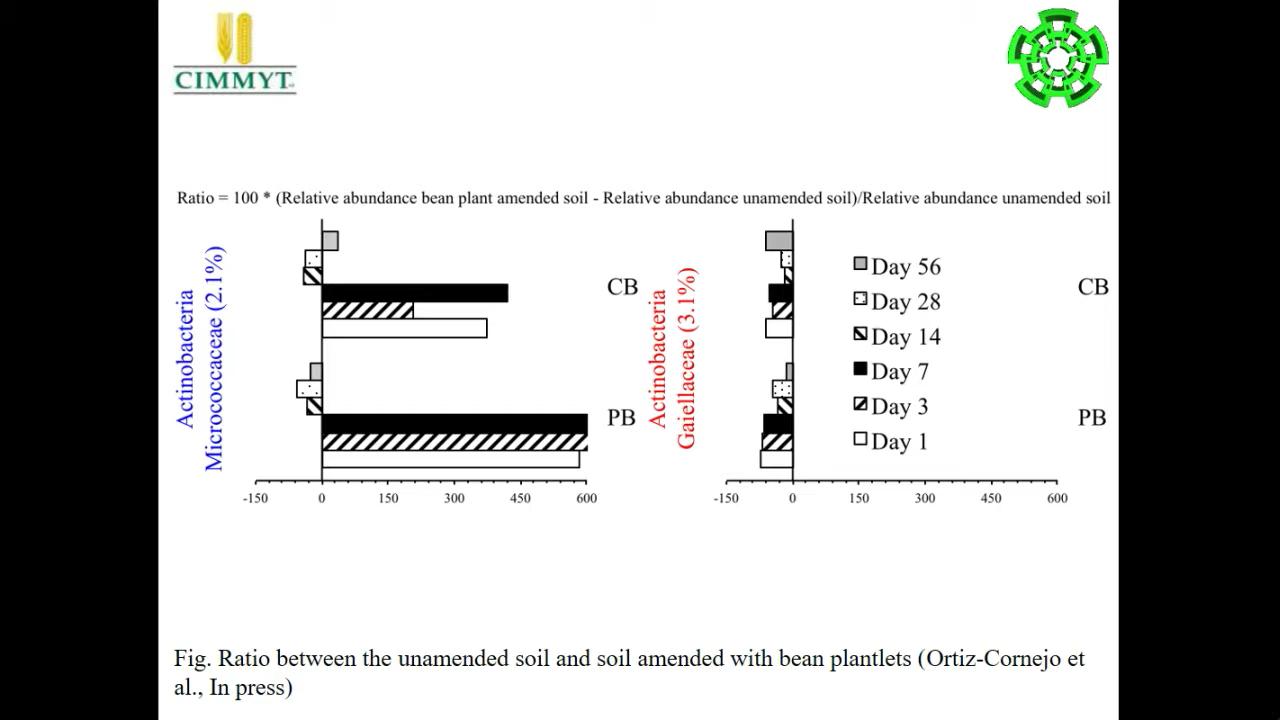 CIMMYT
Ratio = 100 * (Relative abundance bean plant amended soil - Relative abundance unamended soil)/Relative abundance unamended soil
Actinobacteria
Micrococcaceae (2.1%)
CB
PB
-150 0 150 300 450 600
Actinobacteria
Gaiellaceae (3.1%)
Day 56
Day 28
Day 14
Day 7
Day 3
Day 1
CB
PB
-150 0 150 300 450 600
Fig. Ratio between the unamended soil and soil amended with bean plantlets (Ortiz-Cornejo et
al., In press)